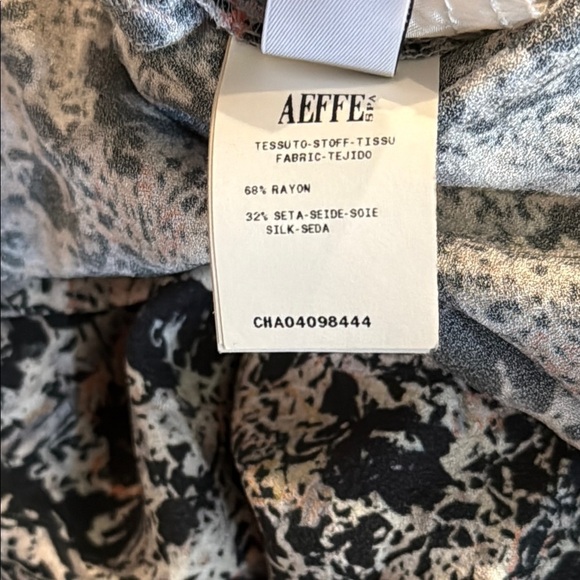 AEFFE SPA
TESSUTO-STOFF-TISSU
FABRIC-TEJIDO
68% RAYON
32% SETA-SEIDE-SOIE
SILK-SEDA
CHA04098444